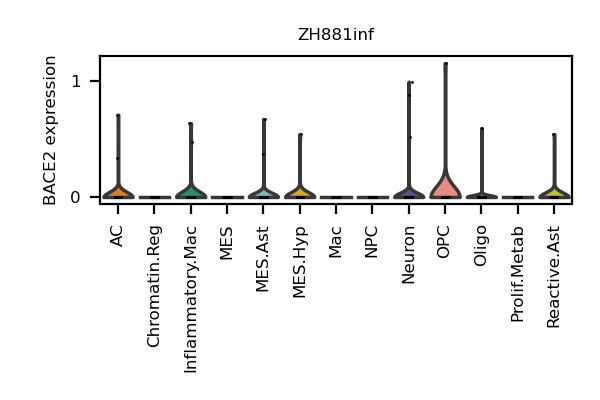 ZH881inf
BACE2 expression
1
0
AC
Chromatin.Reg
Inflammatory.Mac
MES
MES.Ast
MES.Hyp
Mac
NPC
Neuron
OPC
Oligo
Prolif.Metab
Reactive.Ast